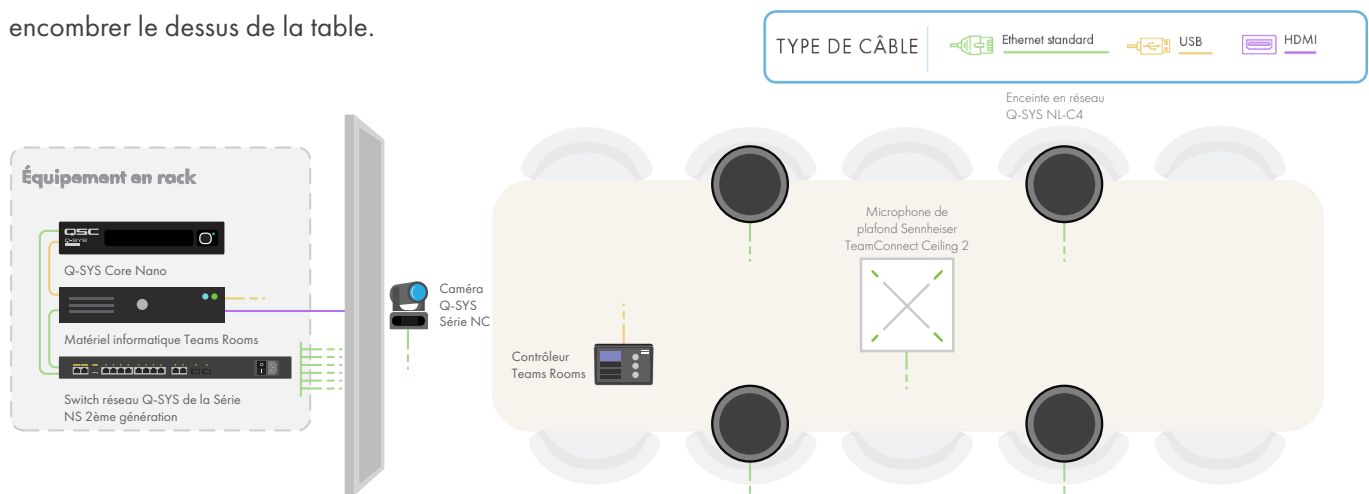 encombrer le dessus de la table.
TYPE DE CÂBLE
Ethernet standard
USB
HDMI
Enceinte en réseau
Q-SYS NL-C4
Équipement en rack
QSC
Q-SYS
Q-SYS Core Nano
Matériel informatique Teams Rooms
Switch réseau Q-SYS de la Série
NS 2ème génération
Caméra
Q-SYS
Série NC
Contrôleur
Teams Rooms
Microphone de
plafond Sennheiser
TeamConnect Ceiling 2